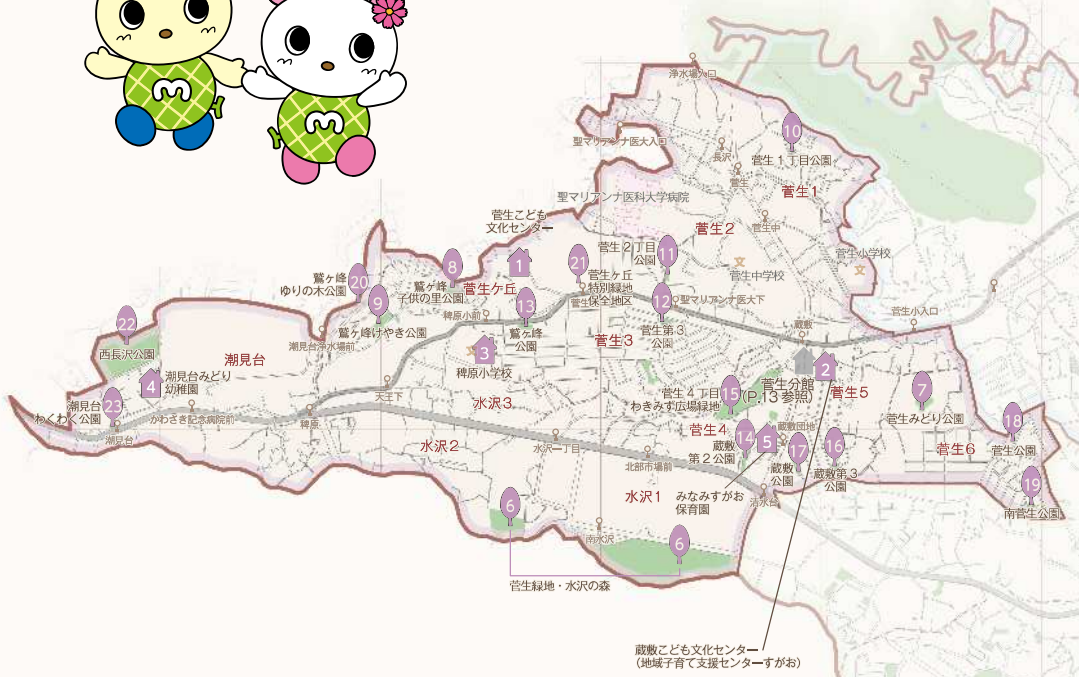 浄水場入口
10
聖マリアンナ医大入口
長沢
菅生1丁目公園
菅生
菅生1
聖マリアンナ医科大学病院
菅生こども
文化センター
菅生2
菅生中
菅生2丁目
公園
11
菅生小学校
菅生中学校
1
21
8
鷲ヶ峰
ゆりの木公園
20
鷲ヶ峰
子供の里公園
菅生ケ丘
菅生ヶ丘
特別緑地
保全地区
9
13
12
聖マリアンナ医大下
鷲ヶ峰けやき公園
稗原小前
鷲ヶ峰
公園
菅生第3
公園
菅生小入口
蔵敷
22
西長沢公園
潮見台浄水場前
潮見台
3
稗原小学校
菅生3
2
4
潮見台みどり
幼稚園
天王下
菅生分館
(P.13参照)
菅生5
7
菅生みどり公園
23
潮見台
わくわく公園
かわさき記念病院前
稗原
水沢3
菅生4丁目
わきみず広場緑地
15
潮見台
水沢2
水沢一丁目
菅生4
14
5
蔵敷団地
17
16
18
菅生公園
菅生6
蔵敷
第2公園
蔵敷
公園
蔵敷第3
公園
北部市場前
水沢1
みなみすがお
保育園
清水台
19
南菅生公園
6
南水沢
6
菅生緑地・水沢の森
蔵敷こども文化センター
(地域子育て支援センターすがお)